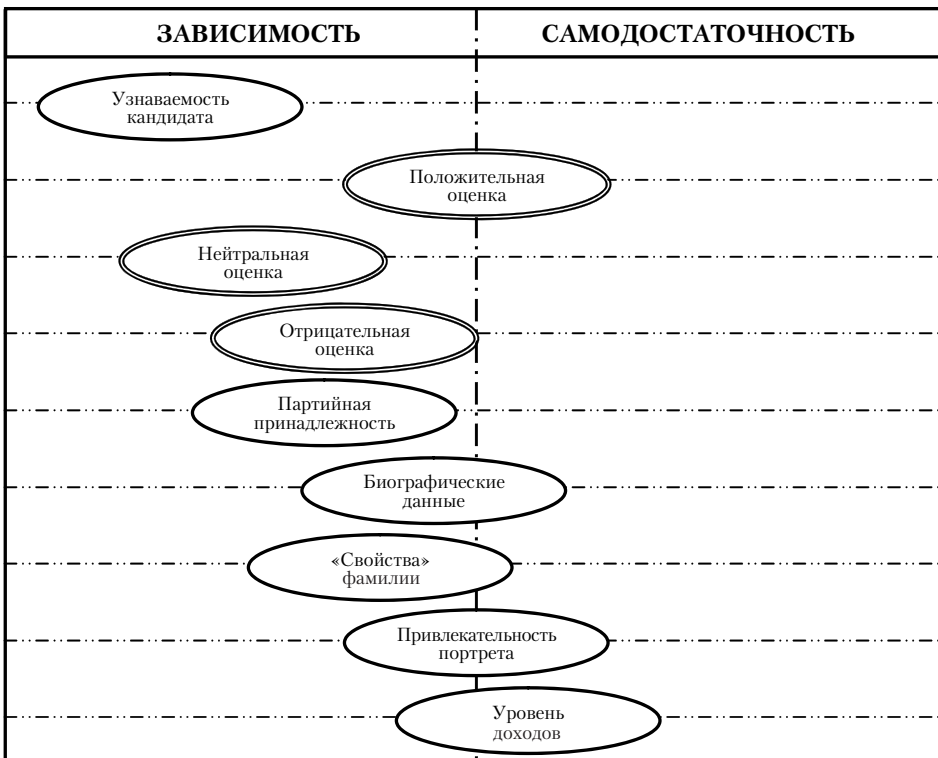 ЗАВИСИМОСТЬ
САМОДОСТАТОЧНОСТЬ
Узнаваемость
кандидата
Положительная
оценка
Нейтральная
оценка
Отрицательная
оценка
Партийная
принадлежность
Биографические
данные
«Свойства»
фамилии
Привлекательность
портрета
Уровень
доходов